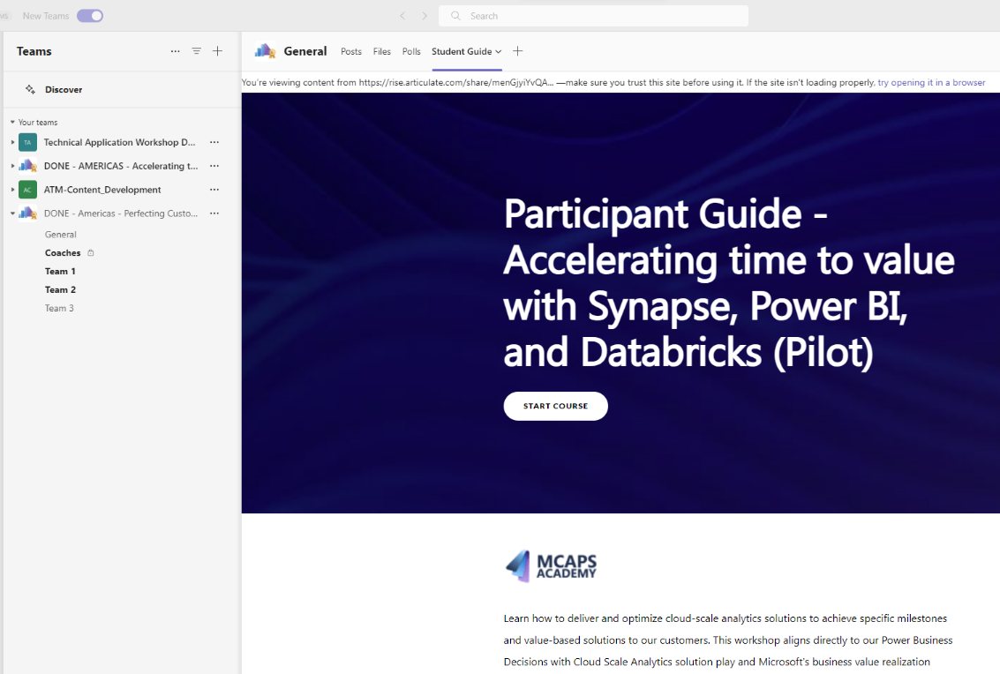 MS New Teams Search
Teams
General Posts Files Polls Student Guide
You're viewing content from https://rise.articulate.com/share/menGjyiYvQA... —make sure you trust this site before using it. If the site isn't loading properly, try opening it in a browser
Discover
Your teams
TA Technical Application Workshop D...
DONE - AMERICAS - Accelerating t...
AC ATM-Content_Development
DONE - Americas - Perfecting Custo...
General
Coaches
Team 1
Team 2
Team 3
Participant Guide -
Accelerating time to value
with Synapse, Power BI,
and Databricks (Pilot)
START COURSE
MCAPS
ACADEMY
Learn how to deliver and optimize cloud-scale analytics solutions to achieve specific milestones
and value-based solutions to our customers. This workshop aligns directly to our Power Business
Decisions with Cloud Scale Analytics solution play and Microsoft's business value realization